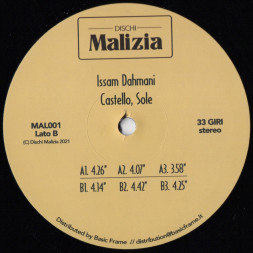 DISCHI
Malizia
Issam Dahmani
Castello, Sole
MAL001
Lato B
(C) Dischi Malizia 2021
33 GIRI
stereo
A1. 4.26" A2. 4.07" A3. 3.58"
B1. 4.14" B2. 4.42" B3. 4.25"
Distributed by Basic Frame // distribution@basicframe.it